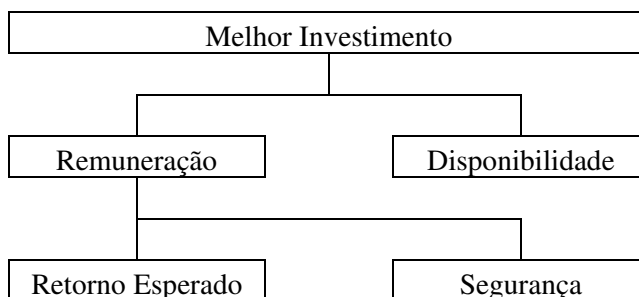 Melhor Investimento
Remuneração
Disponibilidade
Retorno Esperado
Segurança